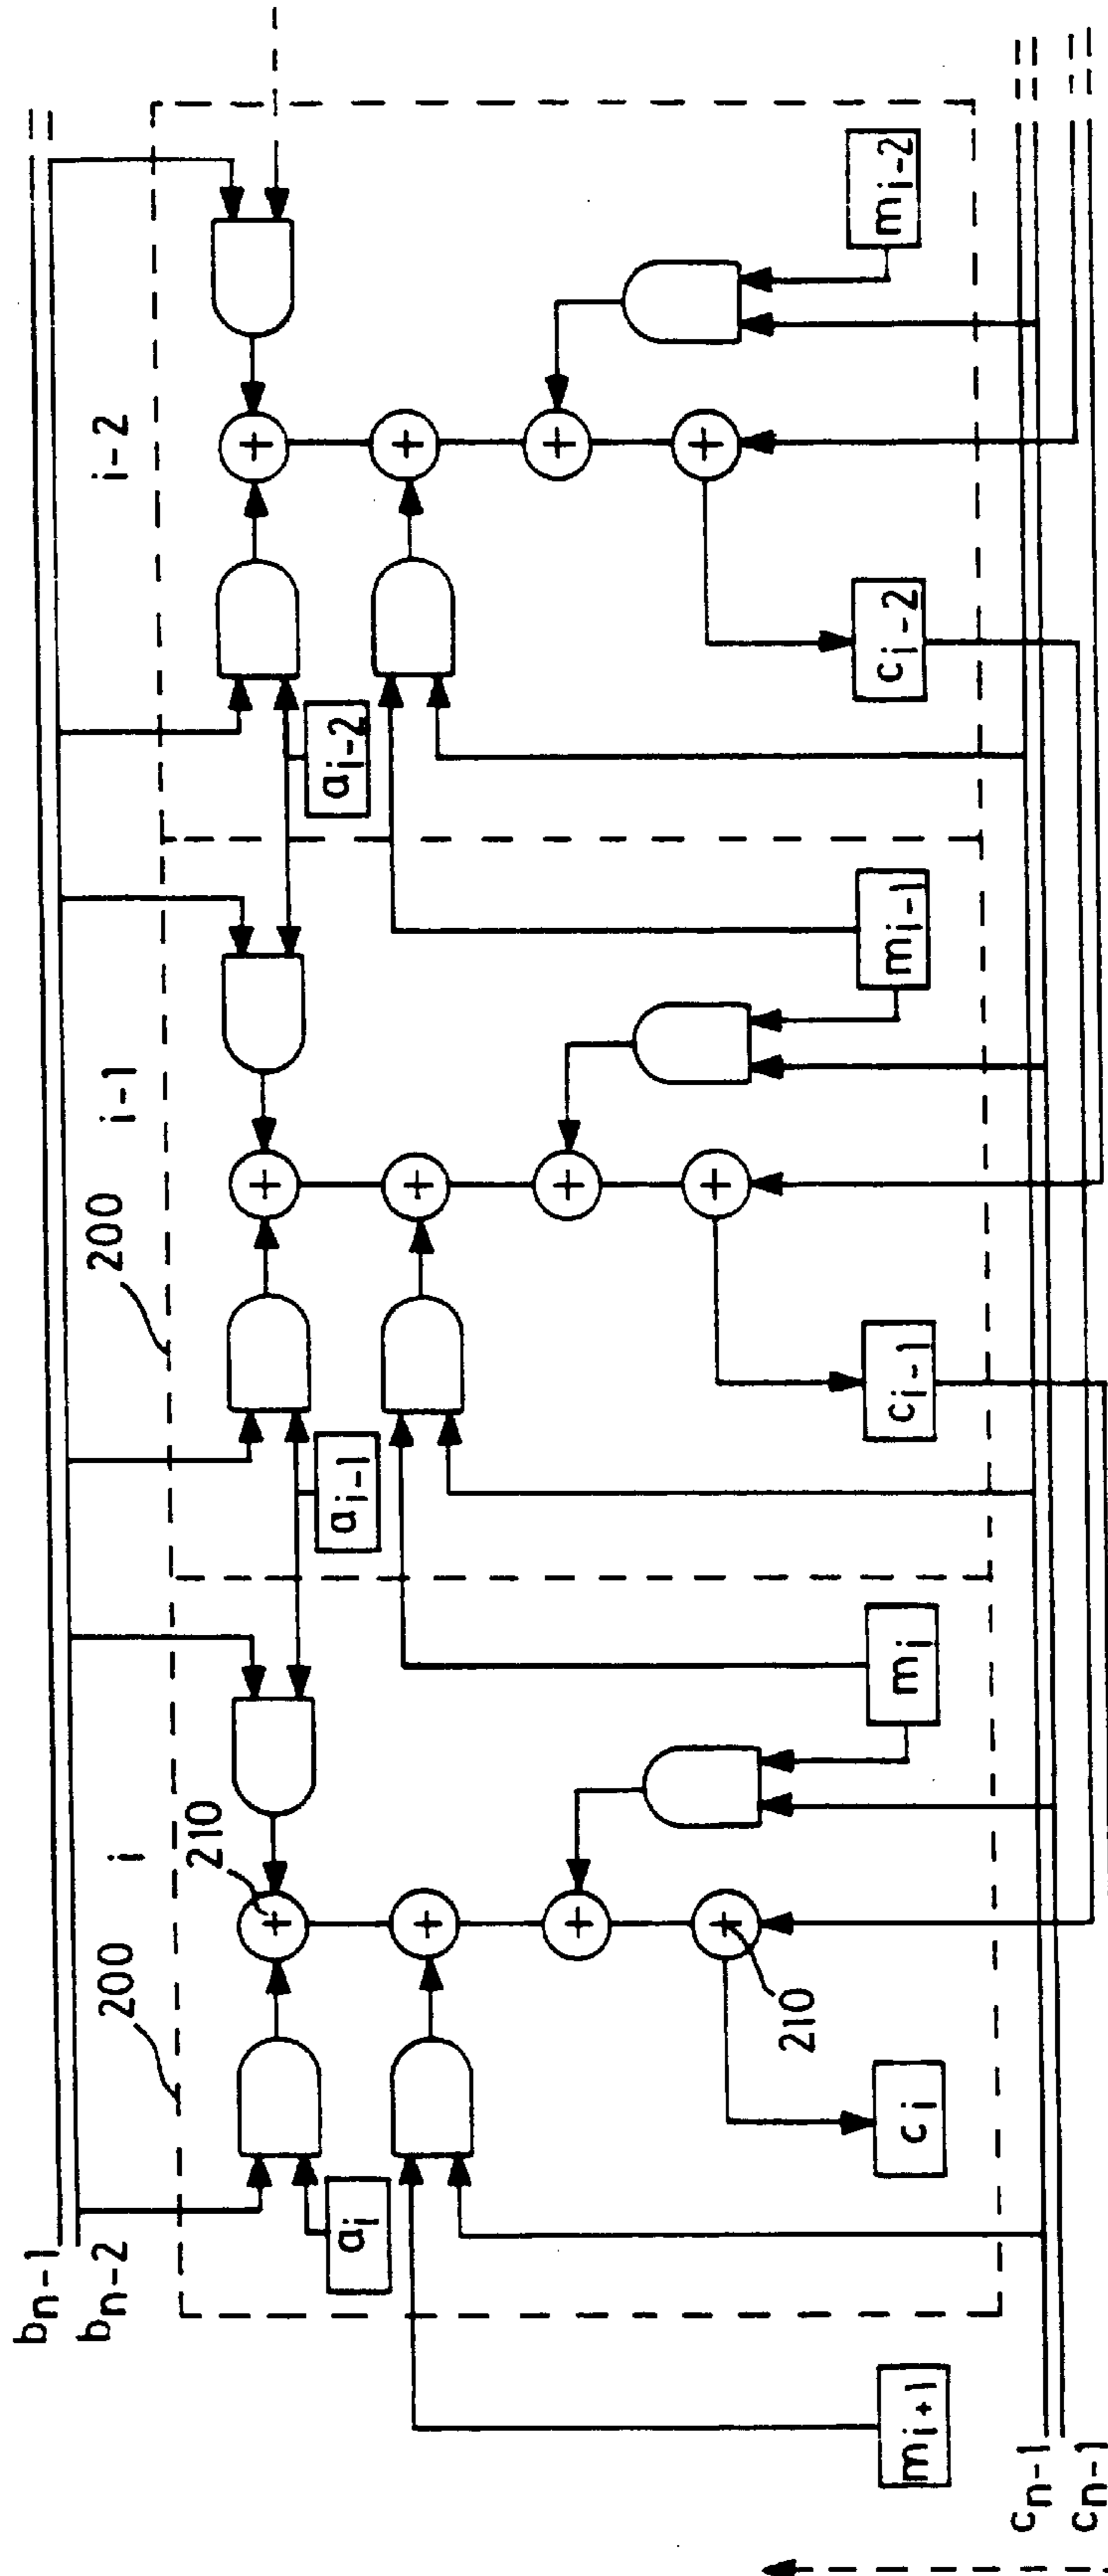 b_{n-1}
b_{n-2}
200
i
210
200
i-1
i-2
a_i
a_{i-1}
a_{i-2}
210
m_{i+1}
c_i
m_i
c_{i-1}
m_{i-1}
c_{i-2}
m_{i-2}
c_{n-1}
c_{n-1}